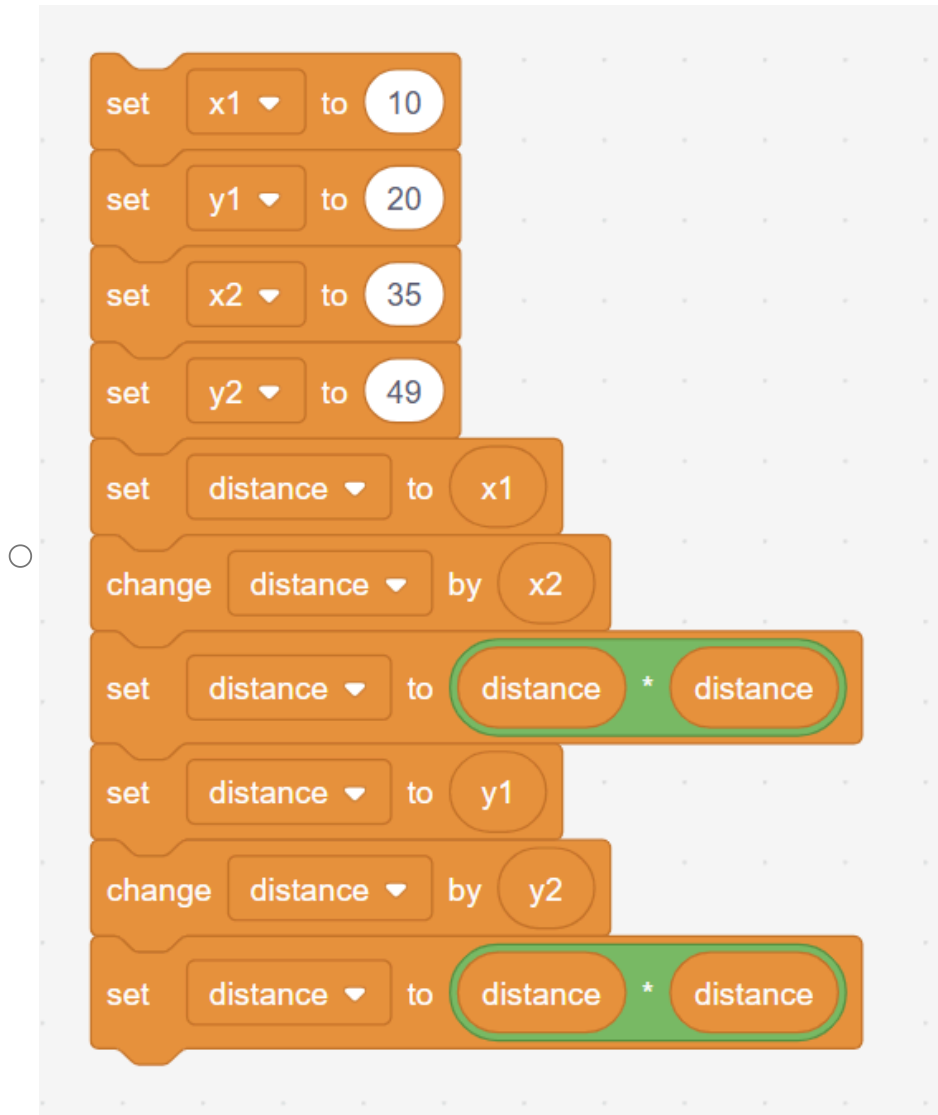 set x1 to 10
set y1 to 20
set x2 to 35
set y2 to 49
set distance to x1
change distance by x2
set distance to distance * distance
set distance to y1
change distance by y2
set distance to distance * distance